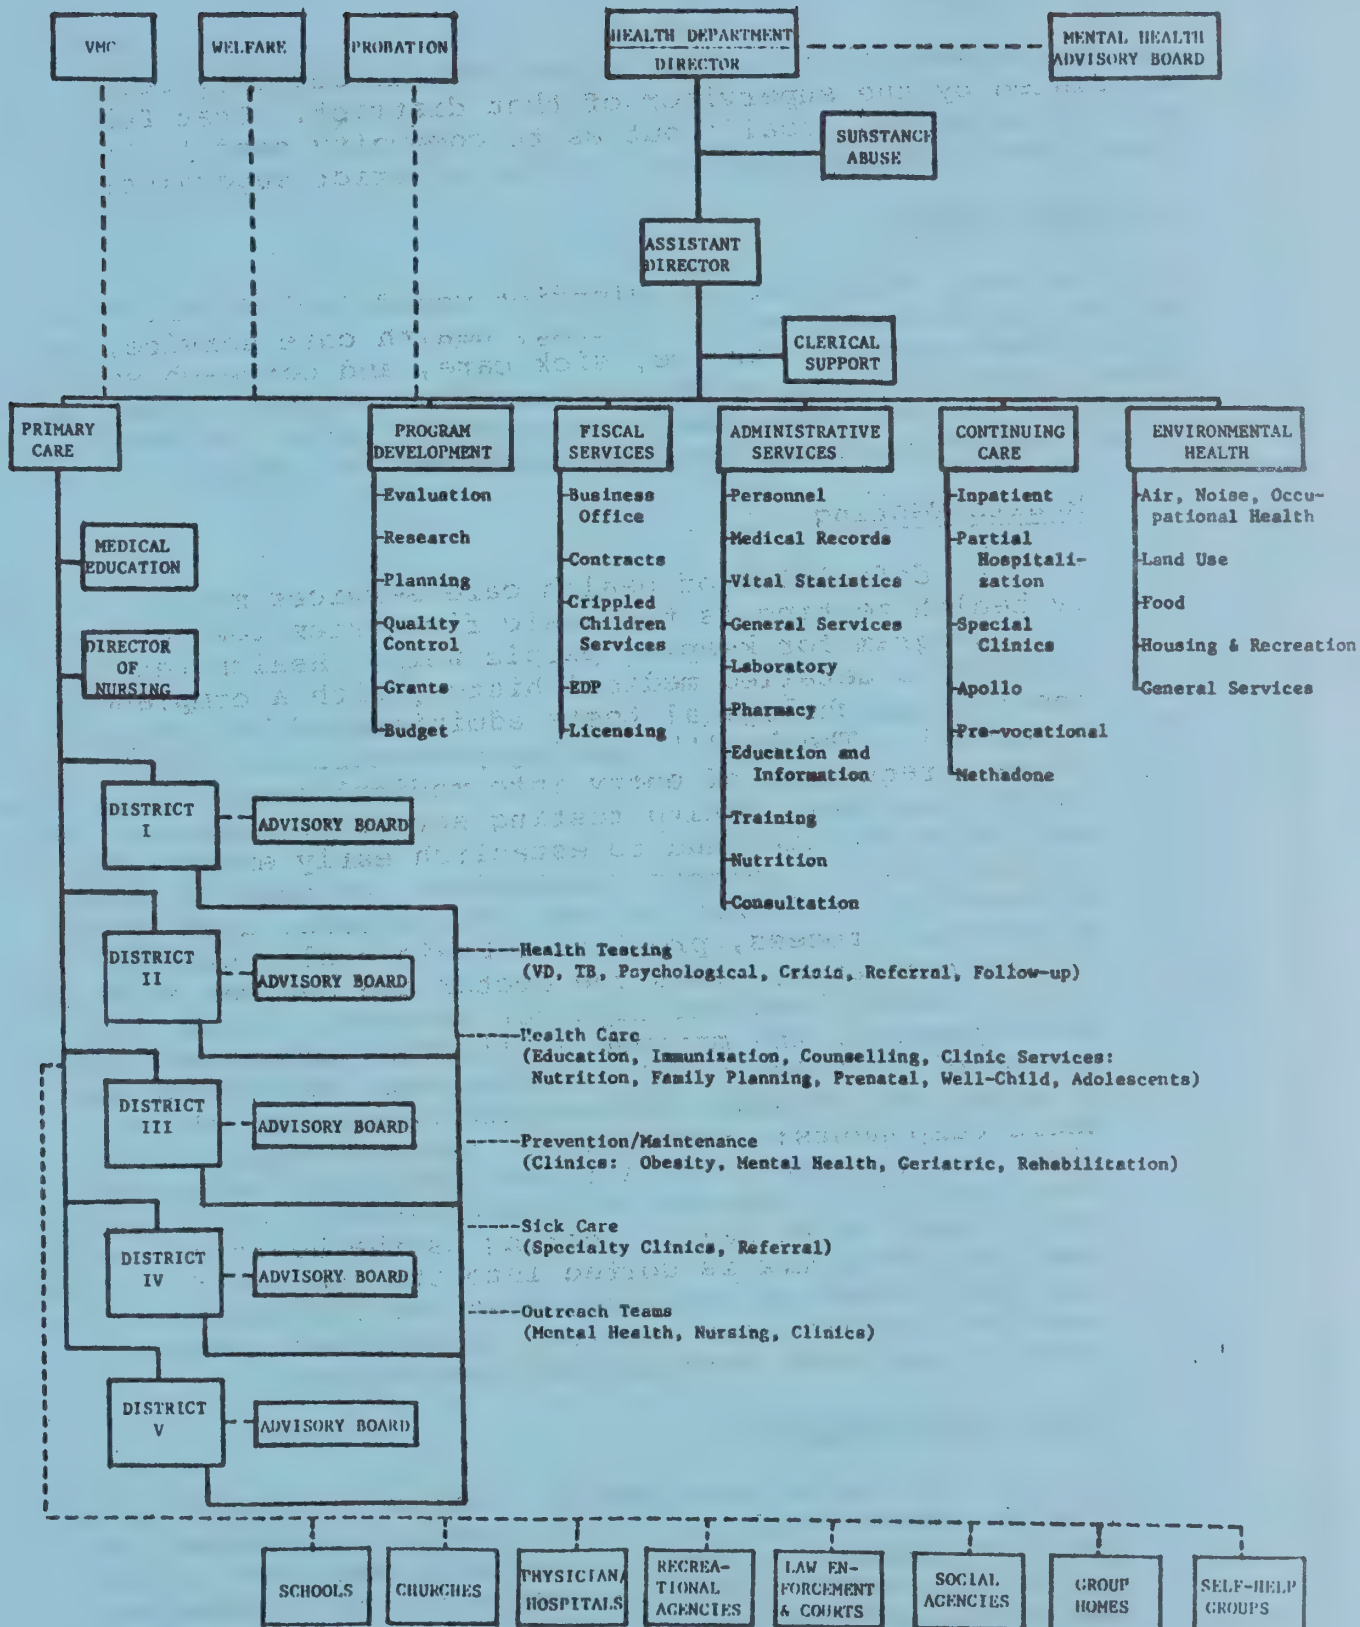 VMC
WELFARE
PROBATION
HEALTH DEPARTMENT
DIRECTOR
MENTAL HEALTH
ADVISORY BOARD
SUBSTANCE
ABUSE
ASSISTANT
DIRECTOR
CLERICAL
SUPPORT
PRIMARY
CARE
PROGRAM
DEVELOPMENT
FISCAL
SERVICES
ADMINISTRATIVE
SERVICES
CONTINUING
CARE
ENVIRONMENTAL
HEALTH
MEDICAL
EDUCATION
DIRECTOR
OF
NURSING
Evaluation
Research
Planning
Quality
Control
Grants
Budget
Business
Office
Contracts
Crippled
Children
Services
EDP
Licensing
Personnel
Medical Records
Vital Statistics
General Services
Laboratory
Pharmacy
Education and
Information
Training
Nutrition
Consultation
Inpatient
Partial
Hospitali-
zation
Special
Clinics
Apollo
Pre-vocational
Methadone
Air, Noise, Occu-
pational Health
Land Use
Food
Housing & Recreation
General Services
DISTRICT
I
ADVISORY BOARD
DISTRICT
II
ADVISORY BOARD
DISTRICT
III
ADVISORY BOARD
DISTRICT
IV
ADVISORY BOARD
DISTRICT
V
ADVISORY BOARD
Health Testing
(VD, TB, Psychological, Crisis, Referral, Follow-up)
Health Care
(Education, Immunization, Counselling, Clinic Services:
Nutrition, Family Planning, Prenatal, Well-Child, Adolescents)
Prevention/Maintenance
(Clinics: Obesity, Mental Health, Geriatric, Rehabilitation)
Sick Care
(Specialty Clinics, Referral)
Outreach Teams
(Mental Health, Nursing, Clinics)
SCHOOLS
CHURCHES
PHYSICIAN/
HOSPITALS
RECREA-
TIONAL
AGENCIES
LAW EN-
FORCEMENT
& COURTS
SOCIAL
AGENCIES
GROUP
HOMES
SELF-HELP
GROUPS